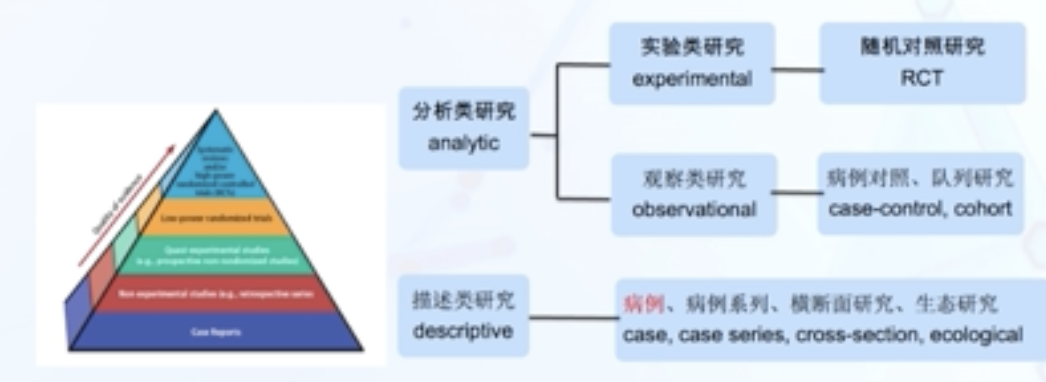 Quality of evidence
Systematic
reviews
and/or
high-power
randomized controlled
trials (RCTs)
Low-power randomized trials
Quasi-experimental studies
(e.g., prospective non-randomized studies)
Non experimental studies (e.g., retrospective series)
Case Reports
分析类研究
analytic
实验类研究
experimental
随机对照研究
RCT
观察类研究
observational
病例对照、队列研究
case-control, cohort
描述类研究
descriptive
病例、病例系列、横断面研究、生态研究
case, case series, cross-section, ecological